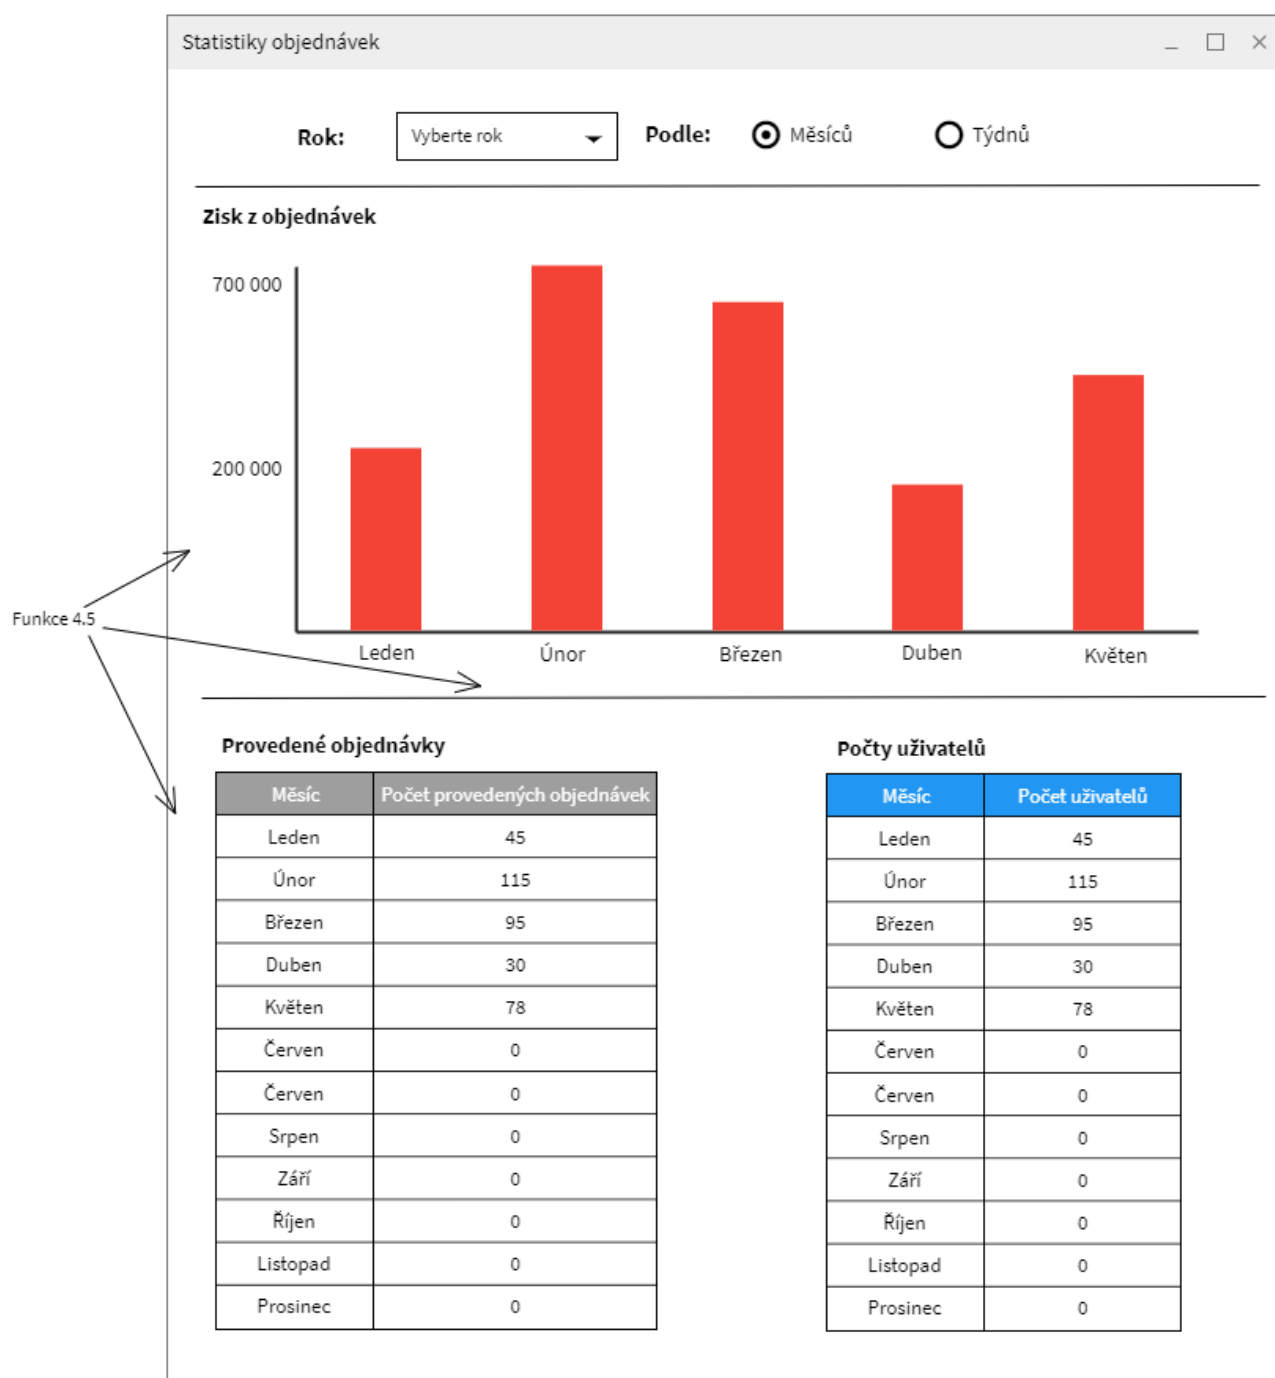 Statistiky objednávek
Rok: Vyberte rok Podle: Měsíců Týdnů
Zisk z objednávek
700 000
200 000
Funkce 4.5
Leden Únor Březen Duben Květen
Provedené objednávky
Měsíc Počet provedených objednávek
Leden 45
Únor 115
Březen 95
Duben 30
Květen 78
Červen 0
Červen 0
Srpen 0
Září 0
Říjen 0
Listopad 0
Prosinec 0
Počty uživatelů
Měsíc Počet uživatelů
Leden 45
Únor 115
Březen 95
Duben 30
Květen 78
Červen 0
Červen 0
Srpen 0
Září 0
Říjen 0
Listopad 0
Prosinec 0